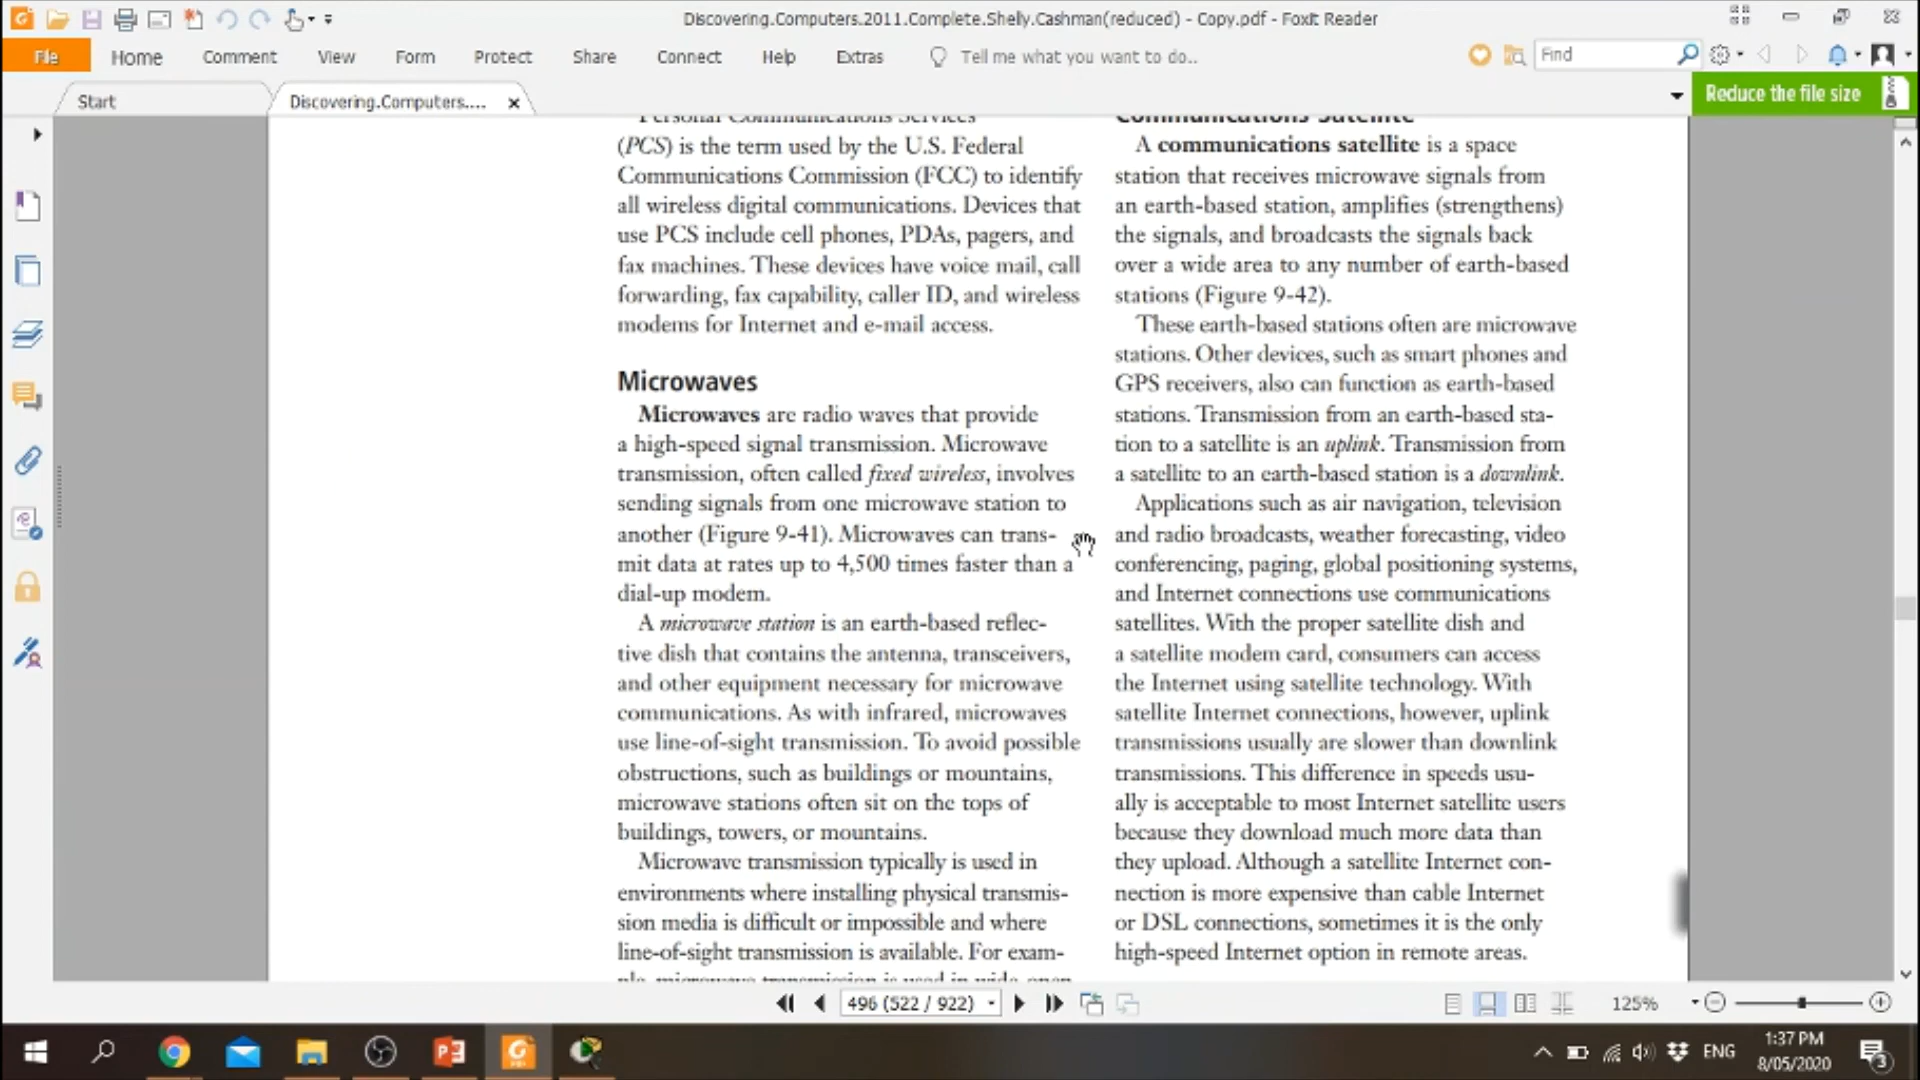 Discovering.Computers.2011.Complete.Shelly.Cashman(reduced) - Copy.pdf - Foxit Reader
File
Home
Comment
View
Form
Protect
Share
Connect
Help
Extras
Tell me what you want to do..
Find
Start
Discovering.Computers....
Reduce the file size
Personal Communications Services
(PCS) is the term used by the U.S. Federal
Communications Commission (FCC) to identify
all wireless digital communications. Devices that
use PCS include cell phones, PDAs, pagers, and
fax machines. These devices have voice mail, call
forwarding, fax capability, caller ID, and wireless
modems for Internet and e-mail access.
Microwaves
Microwaves are radio waves that provide
a high-speed signal transmission. Microwave
transmission, often called fixed wireless, involves
sending signals from one microwave station to
another (Figure 9-41). Microwaves can trans-
mit data at rates up to 4,500 times faster than a
dial-up modem.
A microwave station is an earth-based reflec-
tive dish that contains the antenna, transceivers,
and other equipment necessary for microwave
communications. As with infrared, microwaves
use line-of-sight transmission. To avoid possible
obstructions, such as buildings or mountains,
microwave stations often sit on the tops of
buildings, towers, or mountains.
Microwave transmission typically is used in
environments where installing physical transmis-
sion media is difficult or impossible and where
line-of-sight transmission is available. For exam-
ple, microwave transmission is used in wide-open
Communications Satellite
A communications satellite is a space
station that receives microwave signals from
an earth-based station, amplifies (strengthens)
the signals, and broadcasts the signals back
over a wide area to any number of earth-based
stations (Figure 9-42).
These earth-based stations often are microwave
stations. Other devices, such as smart phones and
GPS receivers, also can function as earth-based
stations. Transmission from an earth-based sta-
tion to a satellite is an uplink. Transmission from
a satellite to an earth-based station is a downlink.
Applications such as air navigation, television
and radio broadcasts, weather forecasting, video
conferencing, paging, global positioning systems,
and Internet connections use communications
satellites. With the proper satellite dish and
a satellite modem card, consumers can access
the Internet using satellite technology. With
satellite Internet connections, however, uplink
transmissions usually are slower than downlink
transmissions. This difference in speeds usu-
ally is acceptable to most Internet satellite users
because they download much more data than
they upload. Although a satellite Internet con-
nection is more expensive than cable Internet
or DSL connections, sometimes it is the only
high-speed Internet option in remote areas.
496 (522 / 922)
125%
ENG
1:37 PM
8/05/2020
3